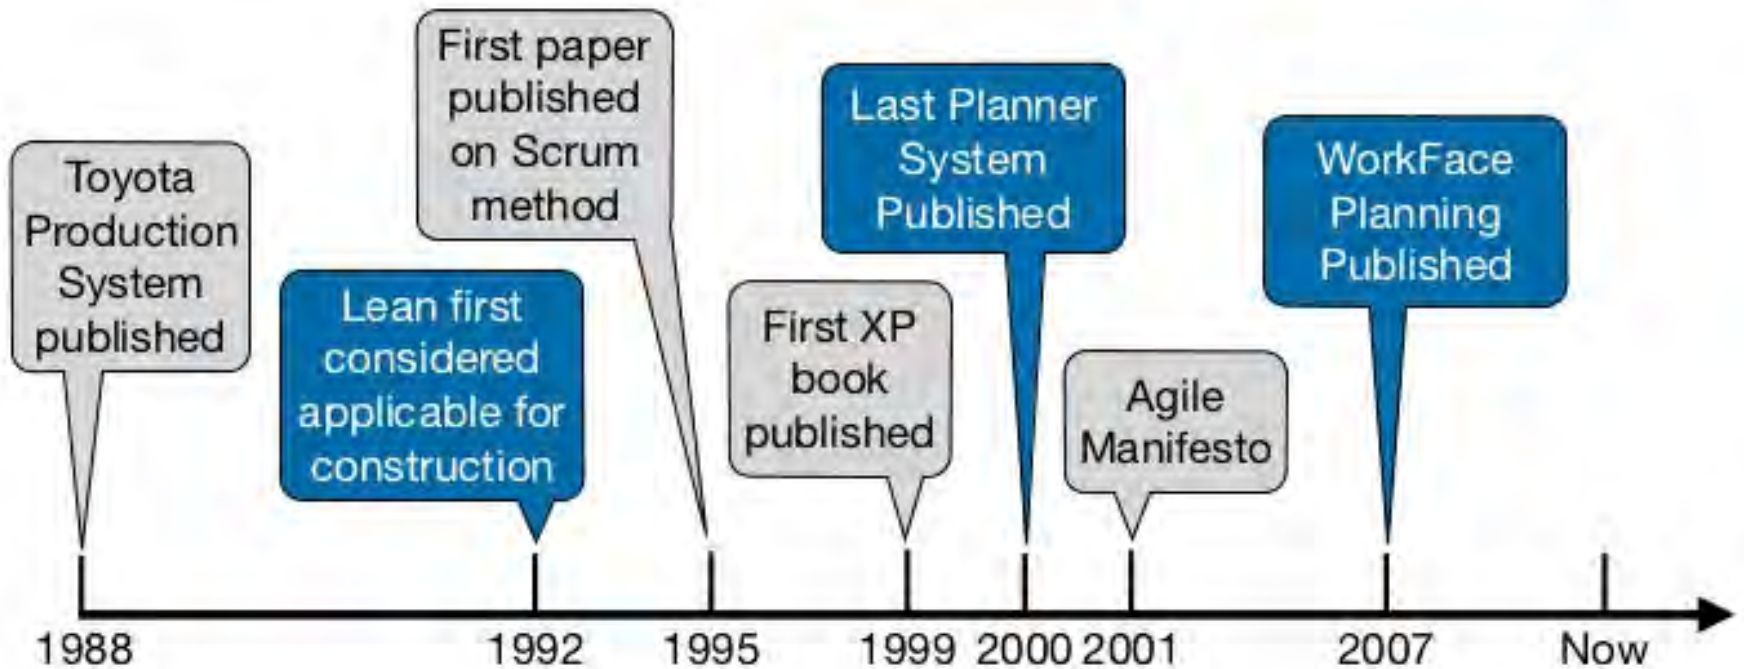 Toyota
Production
System
published
Lean first
considered
applicable for
construction
First paper
published
on Scrum
method
First XP
book
published
Last Planner
System
Published
Agile
Manifesto
WorkFace
Planning
Published
1988
1992
1995
1999
2000
2001
2007
Now